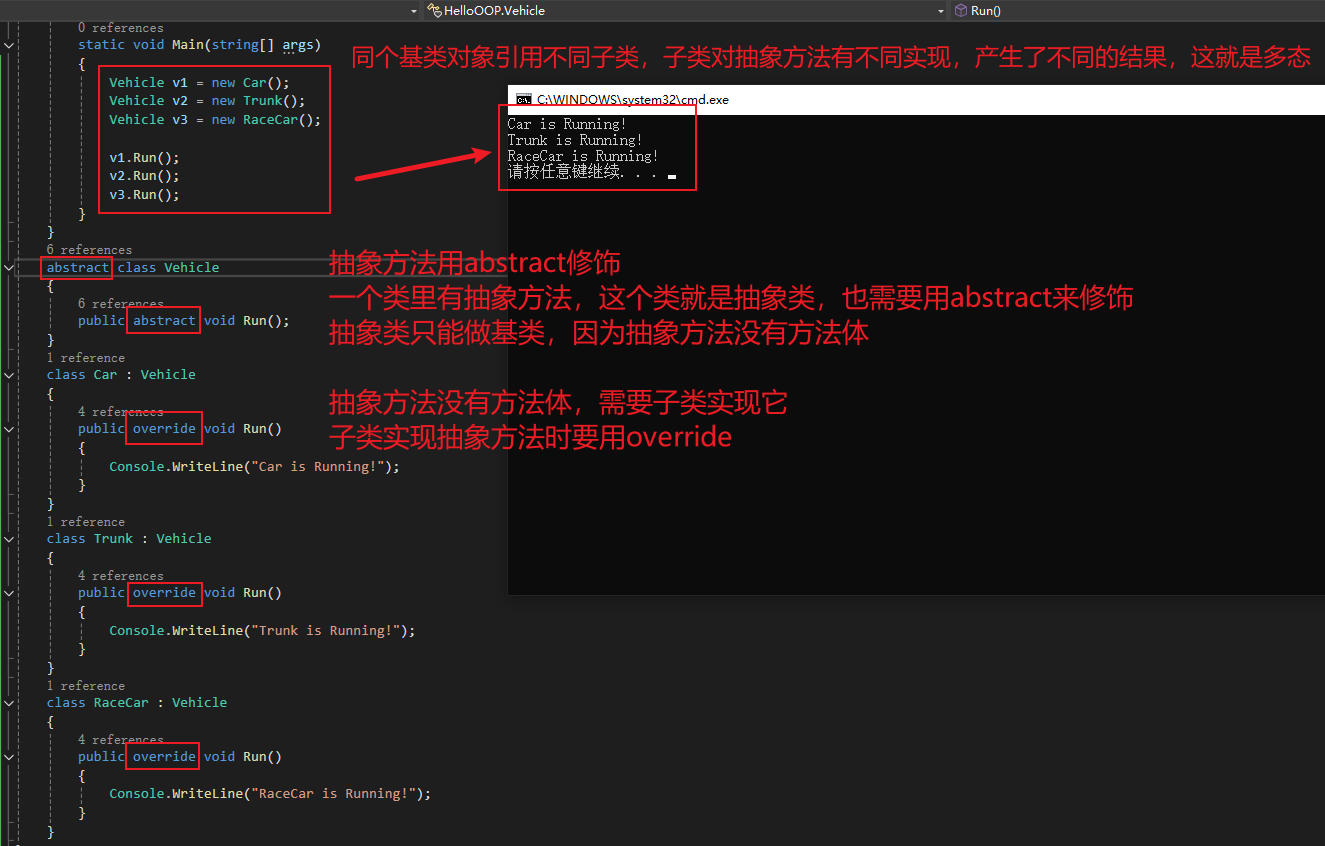 HelloOOP.Vehicle
Run()
0 references
static void Main(string[] args)
{
同个基类对象引用不同子类，子类对抽象方法有不同实现，产生了不同的结果，这就是多态
Vehicle v1 = new Car();
Vehicle v2 = new Trunk();
Vehicle v3 = new RaceCar();
v1.Run();
v2.Run();
v3.Run();
}
}
C:\WINDOWS\system32\cmd.exe
Car is Running!
Trunk is Running!
RaceCar is Running!
请按任意键继续. . .
6 references
abstract class Vehicle
{
6 references
public abstract void Run();
}
抽象方法用abstract修饰
一个类里有抽象方法，这个类就是抽象类，也需要用abstract来修饰
抽象类只能做基类，因为抽象方法没有方法体
1 reference
class Car : Vehicle
{
4 references
public override void Run()
{
Console.WriteLine("Car is Running!");
}
}
抽象方法没有方法体，需要子类实现它
子类实现抽象方法时要用override
1 reference
class Trunk : Vehicle
{
4 references
public override void Run()
{
Console.WriteLine("Trunk is Running!");
}
}
1 reference
class RaceCar : Vehicle
{
4 references
public override void Run()
{
Console.WriteLine("RaceCar is Running!");
}
}